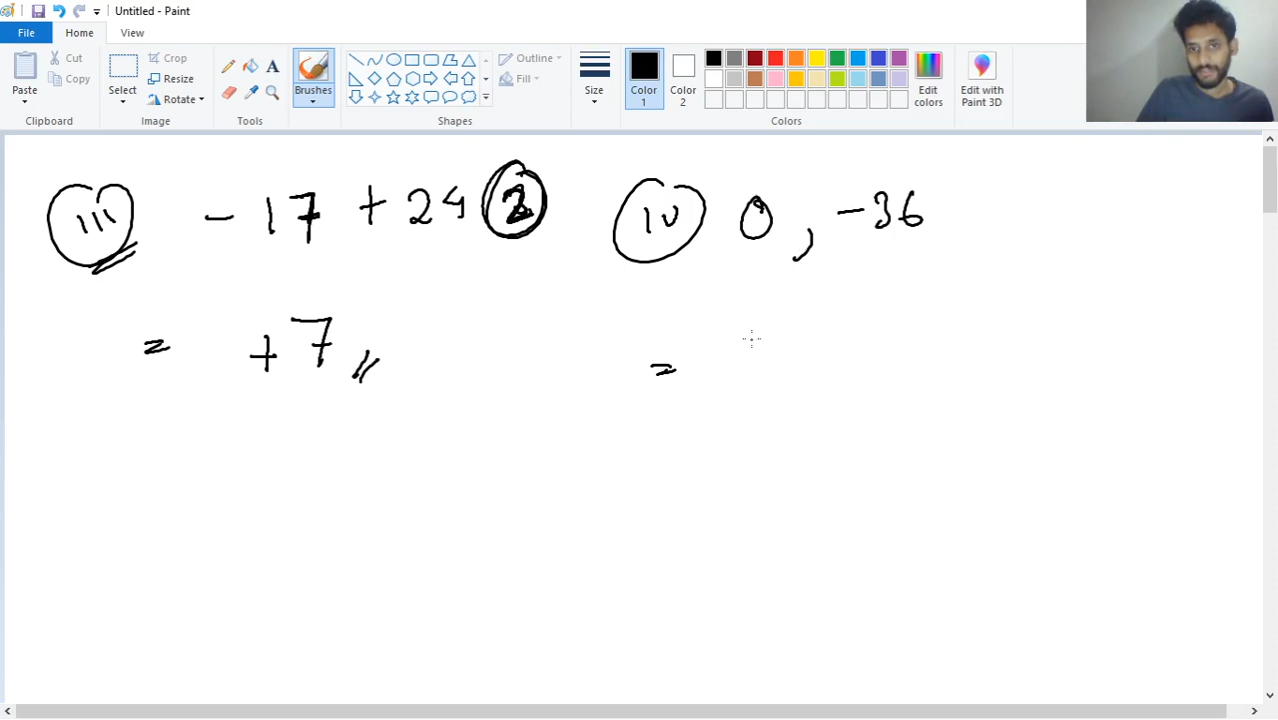 Untitled - Paint
File Home View
Paste Cut Copy Clipboard
Select Crop Resize Rotate Image
A Tools
Brushes
Outline Fill Shapes
Size
Color 1 Color 2 Edit colors Edit with Paint 3D Colors
III - 17 + 24 2 IV 0 , -36
= + 7 =